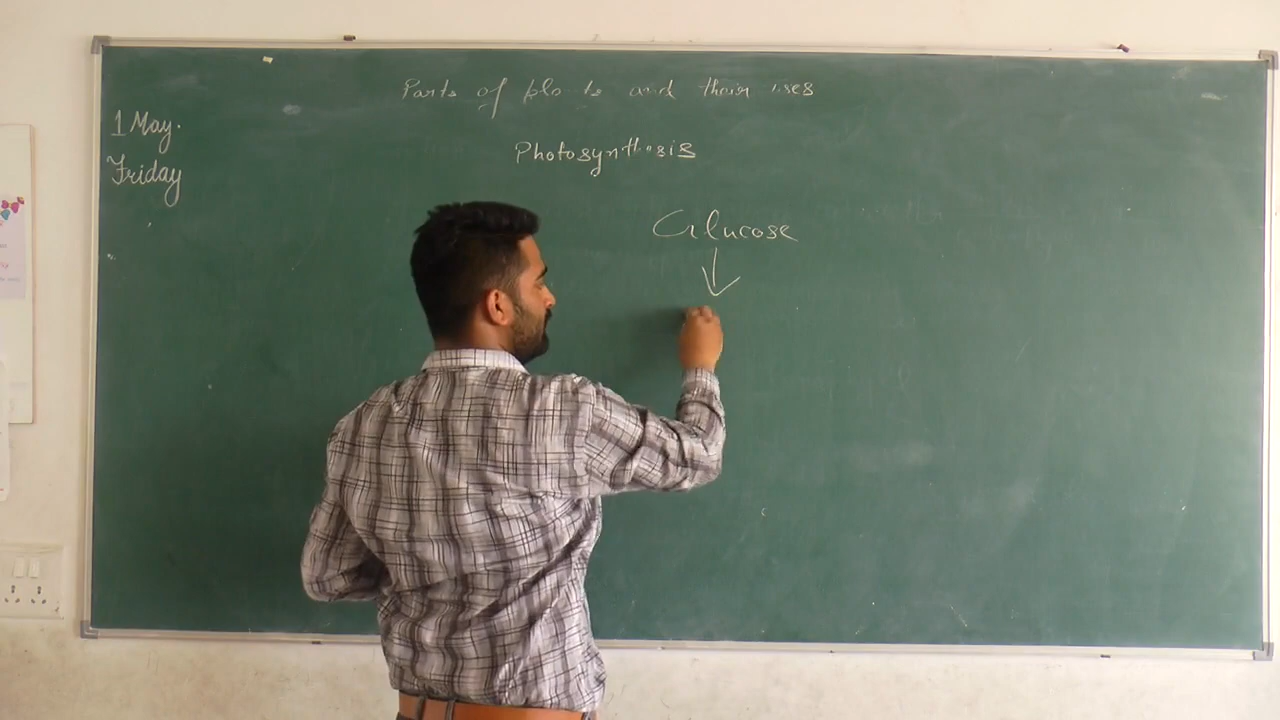 Parts of plants and their uses
1 May.
Friday
Photosynthesis
Glucose